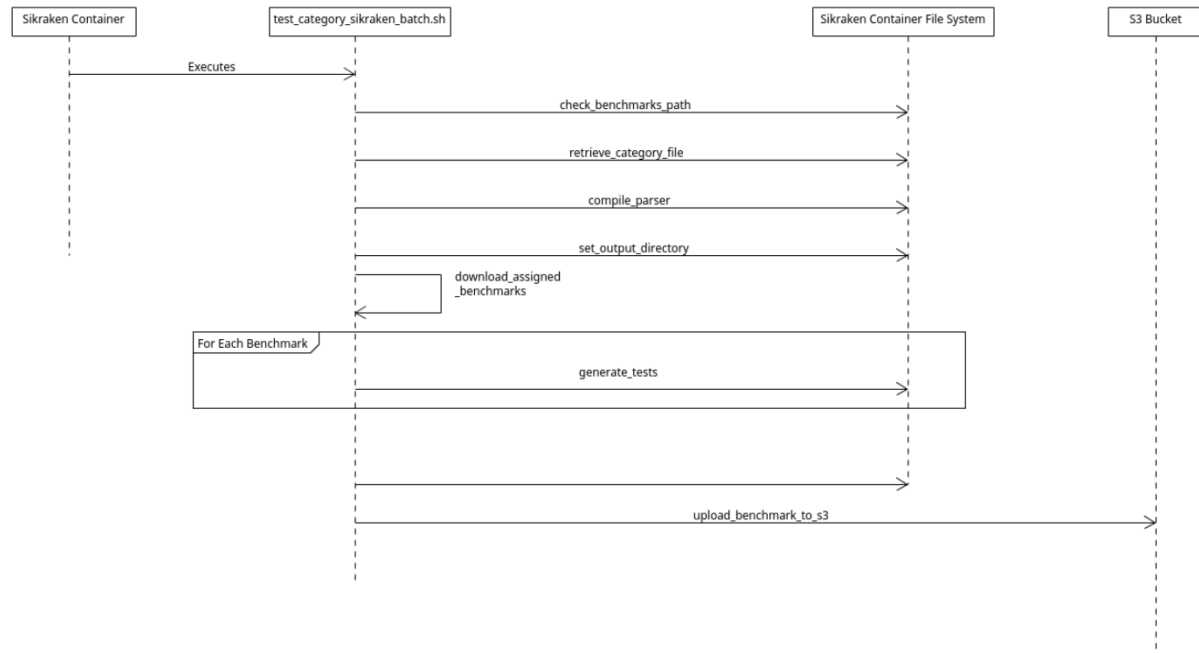 Sikraken Container
test_category_sikraken_batch.sh
Sikraken Container File System
S3 Bucket
Executes
check_benchmarks_path
retrieve_category_file
compile_parser
set_output_directory
download_assigned
_benchmarks
For Each Benchmark
generate_tests
upload_benchmark_to_s3